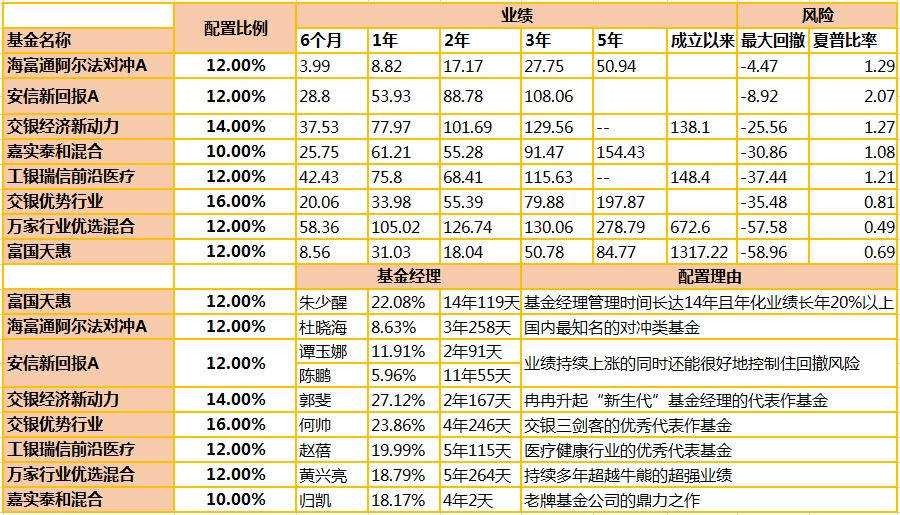 配置比例 业绩 风险
基金名称 6个月 1年 2年 3年 5年 成立以来 最大回撤 夏普比率
海富通阿尔法对冲A 12.00% 3.99 8.82 17.17 27.75 50.94 -4.47 1.29
安信新回报A 12.00% 28.8 53.93 88.78 108.06 -8.92 2.07
交银经济新动力 14.00% 37.53 77.97 101.69 129.56 -- 138.1 -25.56 1.27
嘉实泰和混合 10.00% 25.75 61.21 55.28 91.47 154.43 -30.86 1.08
工银瑞信前沿医疗 12.00% 42.43 75.8 68.41 115.63 -- 148.4 -37.44 1.21
交银优势行业 16.00% 20.06 33.98 55.39 79.88 197.87 -35.48 0.81
万家行业优选混合 12.00% 58.36 105.02 126.74 130.06 278.79 672.6 -57.58 0.49
富国天惠 12.00% 8.56 31.03 18.04 50.78 84.77 1317.22 -58.96 0.69
基金经理 配置理由
富国天惠 12.00% 朱少醒 22.08% 14年119天 基金经理管理时间长达14年且年化业绩长年20%以上
海富通阿尔法对冲A 12.00% 杜晓海 8.63% 3年258天 国内最知名的对冲类基金
安信新回报A 12.00% 谭玉娜 11.91% 2年91天 业绩持续上涨的同时还能很好地控制住回撤风险
陈鹏 5.96% 11年55天
交银经济新动力 14.00% 郭斐 27.12% 2年167天 冉冉升起“新生代”基金经理的代表作基金
交银优势行业 16.00% 何帅 23.86% 4年246天 交银三剑客的优秀代表作基金
工银瑞信前沿医疗 12.00% 赵蓓 19.99% 5年115天 医疗健康行业的优秀代表基金
万家行业优选混合 12.00% 黄兴亮 18.79% 5年264天 持续多年超越牛熊的超强业绩
嘉实泰和混合 10.00% 归凯 18.17% 4年2天 老牌基金公司的鼎力之作